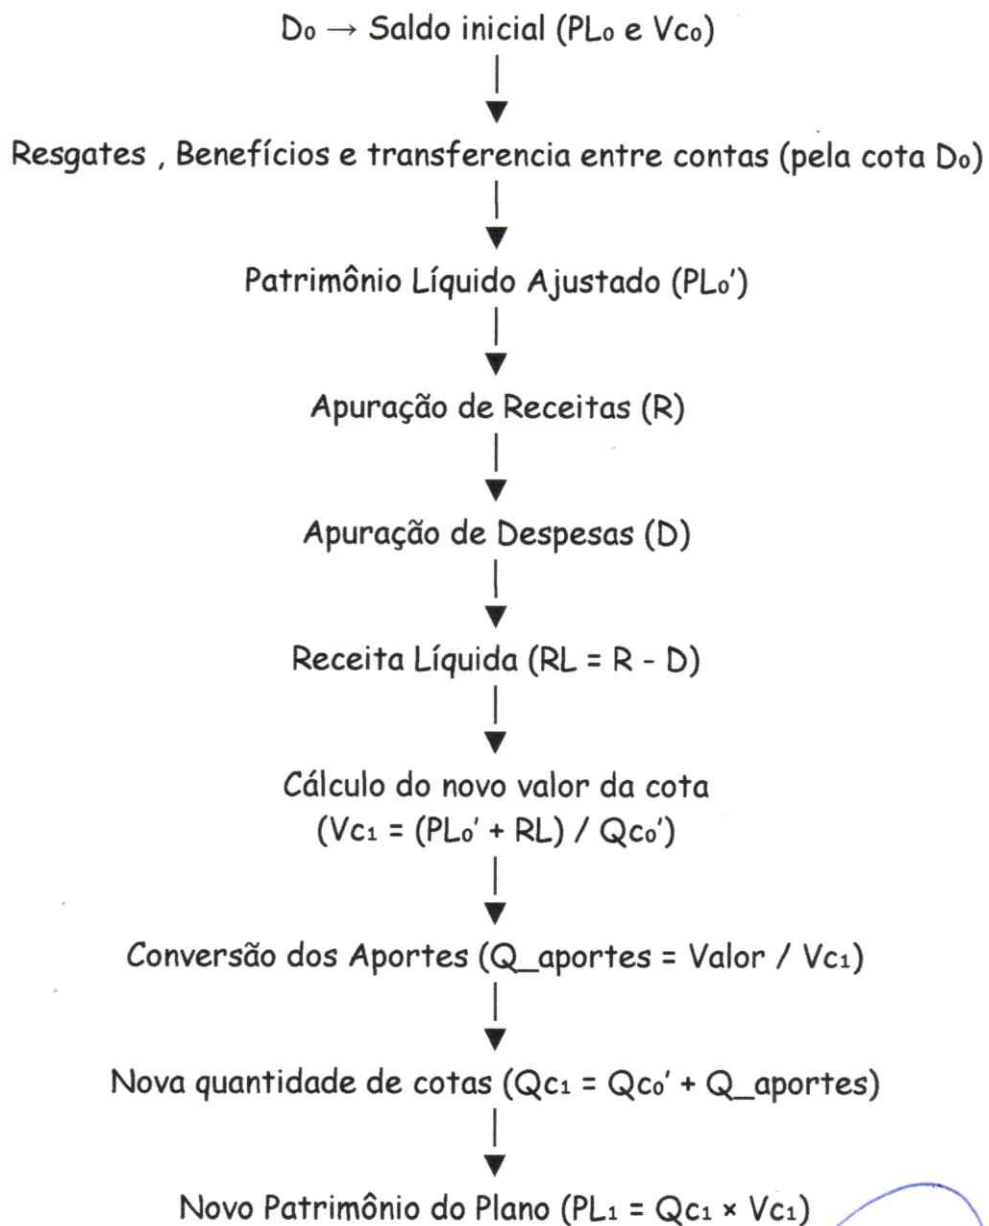 D₀ → Saldo inicial (PL₀ e Vc₀)
Resgates , Benefícios e transferencia entre contas (pela cota D₀)
Patrimônio Líquido Ajustado (PL₀')
Apuração de Receitas (R)
Apuração de Despesas (D)
Receita Líquida (RL = R - D)
Cálculo do novo valor da cota
(Vc₁ = (PL₀' + RL) / Qc₀')
Conversão dos Aportes (Q_aportes = Valor / Vc₁)
Nova quantidade de cotas (Qc₁ = Qc₀' + Q_aportes)
Novo Patrimônio do Plano (PL₁ = Qc₁ × Vc₁)